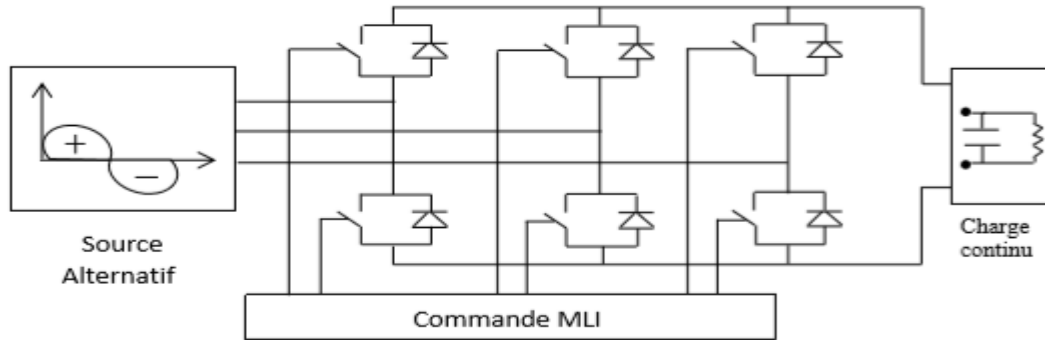 +
−
Source
Alternatif
Charge
continu
Commande MLI